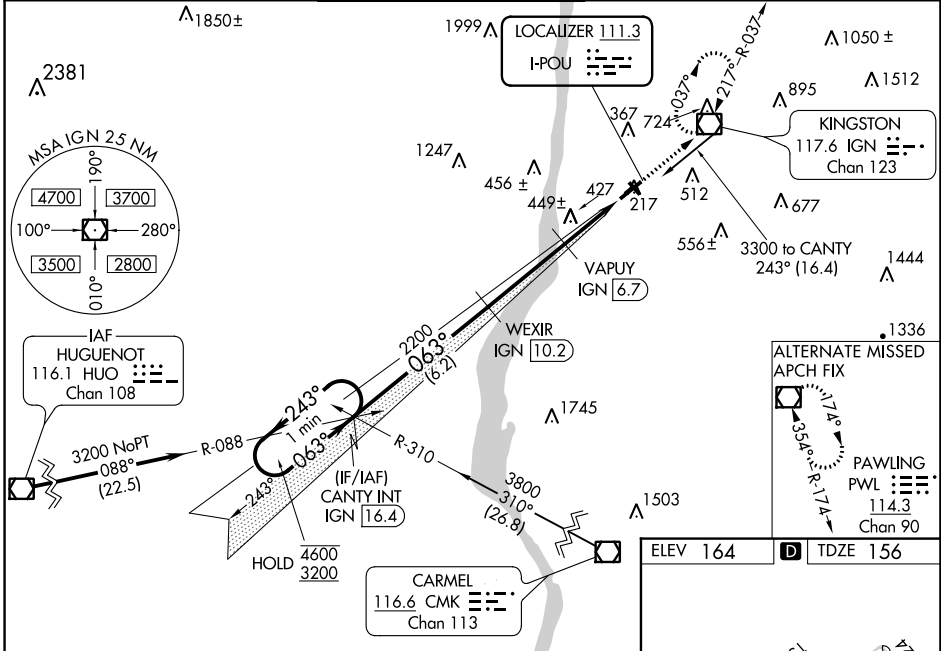 1850±
1999
LOCALIZER 111.3
I-POU
037°
217°-R-037
1050 ±
2381
1512
895
367
724
KINGSTON
117.6 IGN
Chan 123
MSA IGN 25 NM
190°
4700
3700
100°
280°
3500
2800
010°
1247
456 ±
449±
427
217
512
677
556±
3300 to CANTY
243° (16.4)
1444
VAPUY
IGN 6.7
WEXIR
IGN 10.2
1336
IAF
HUGUENOT
116.1 HUO
Chan 108
2200
063°
(6.2)
ALTERNATE MISSED
APCH FIX
174°
354°-R-174
PAWLING
PWL
114.3
Chan 90
243°
1 min
063°
243°
R-088
3200 NoPT
088°
(22.5)
R-310
1745
(IF/IAF)
CANTY INT
IGN 16.4
3800
310°
(26.8)
1503
HOLD 4600
3200
CARMEL
116.6 CMK
Chan 113
ELEV 164
D
TDZE 156